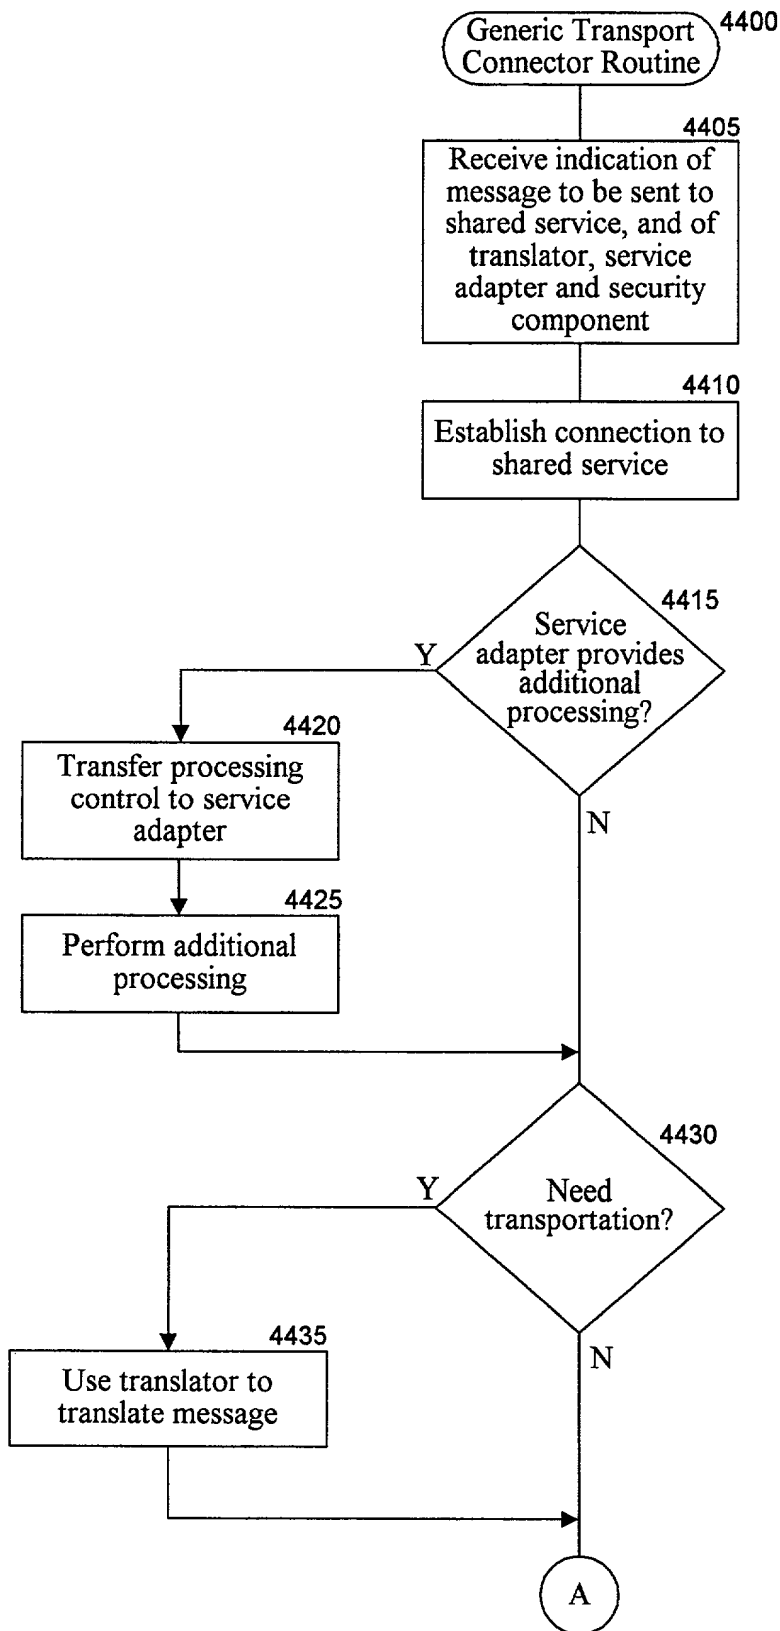 Generic Transport
Connector Routine
4400
4405
Receive indication of
message to be sent to
shared service, and of
translator, service
adapter and security
component
4410
Establish connection to
shared service
4415
Service
adapter provides
additional
processing?
Y
N
4420
Transfer processing
control to service
adapter
4425
Perform additional
processing
4430
Need
transportation?
Y
N
4435
Use translator to
translate message
A